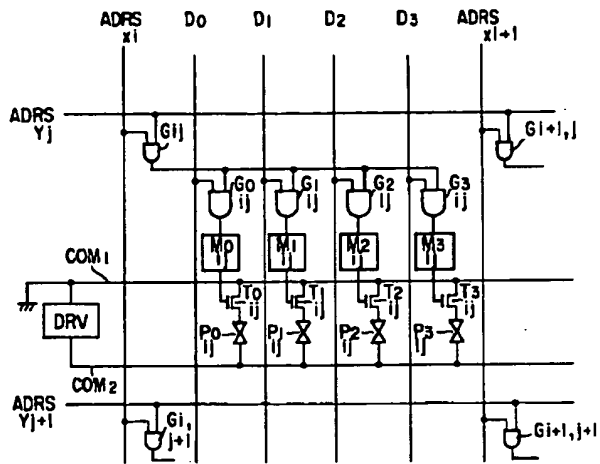 ADRS xi D0 D1 D2 D3 ADRS xi+1
ADRS Yj
Gij
Gi+1,j
G0 ij
G1 ij
G2 ij
G3 ij
M0 ij
M1 ij
M2 ij
M3 ij
COM1
T0 ij
T1 ij
T2 ij
T3 ij
DRV
P0 ij
P1 ij
P2 ij
P3 ij
COM2
ADRS Yj+1
Gi, j+1
Gi+1,j+1